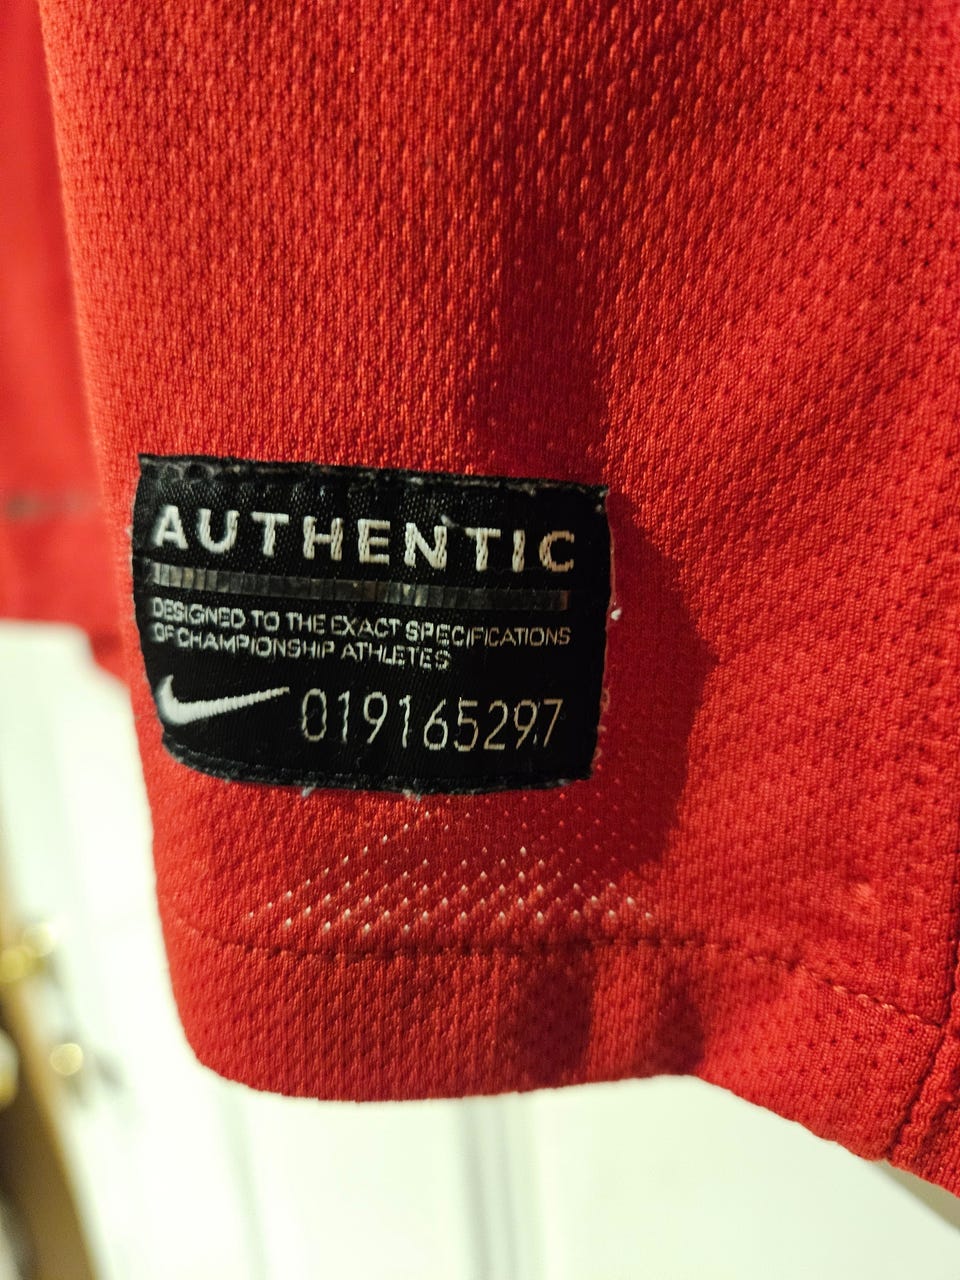 AUTHENTIC
DESIGNED TO THE EXACT SPECIFICATIONS
OF CHAMPIONSHIP ATHLETES
019165297